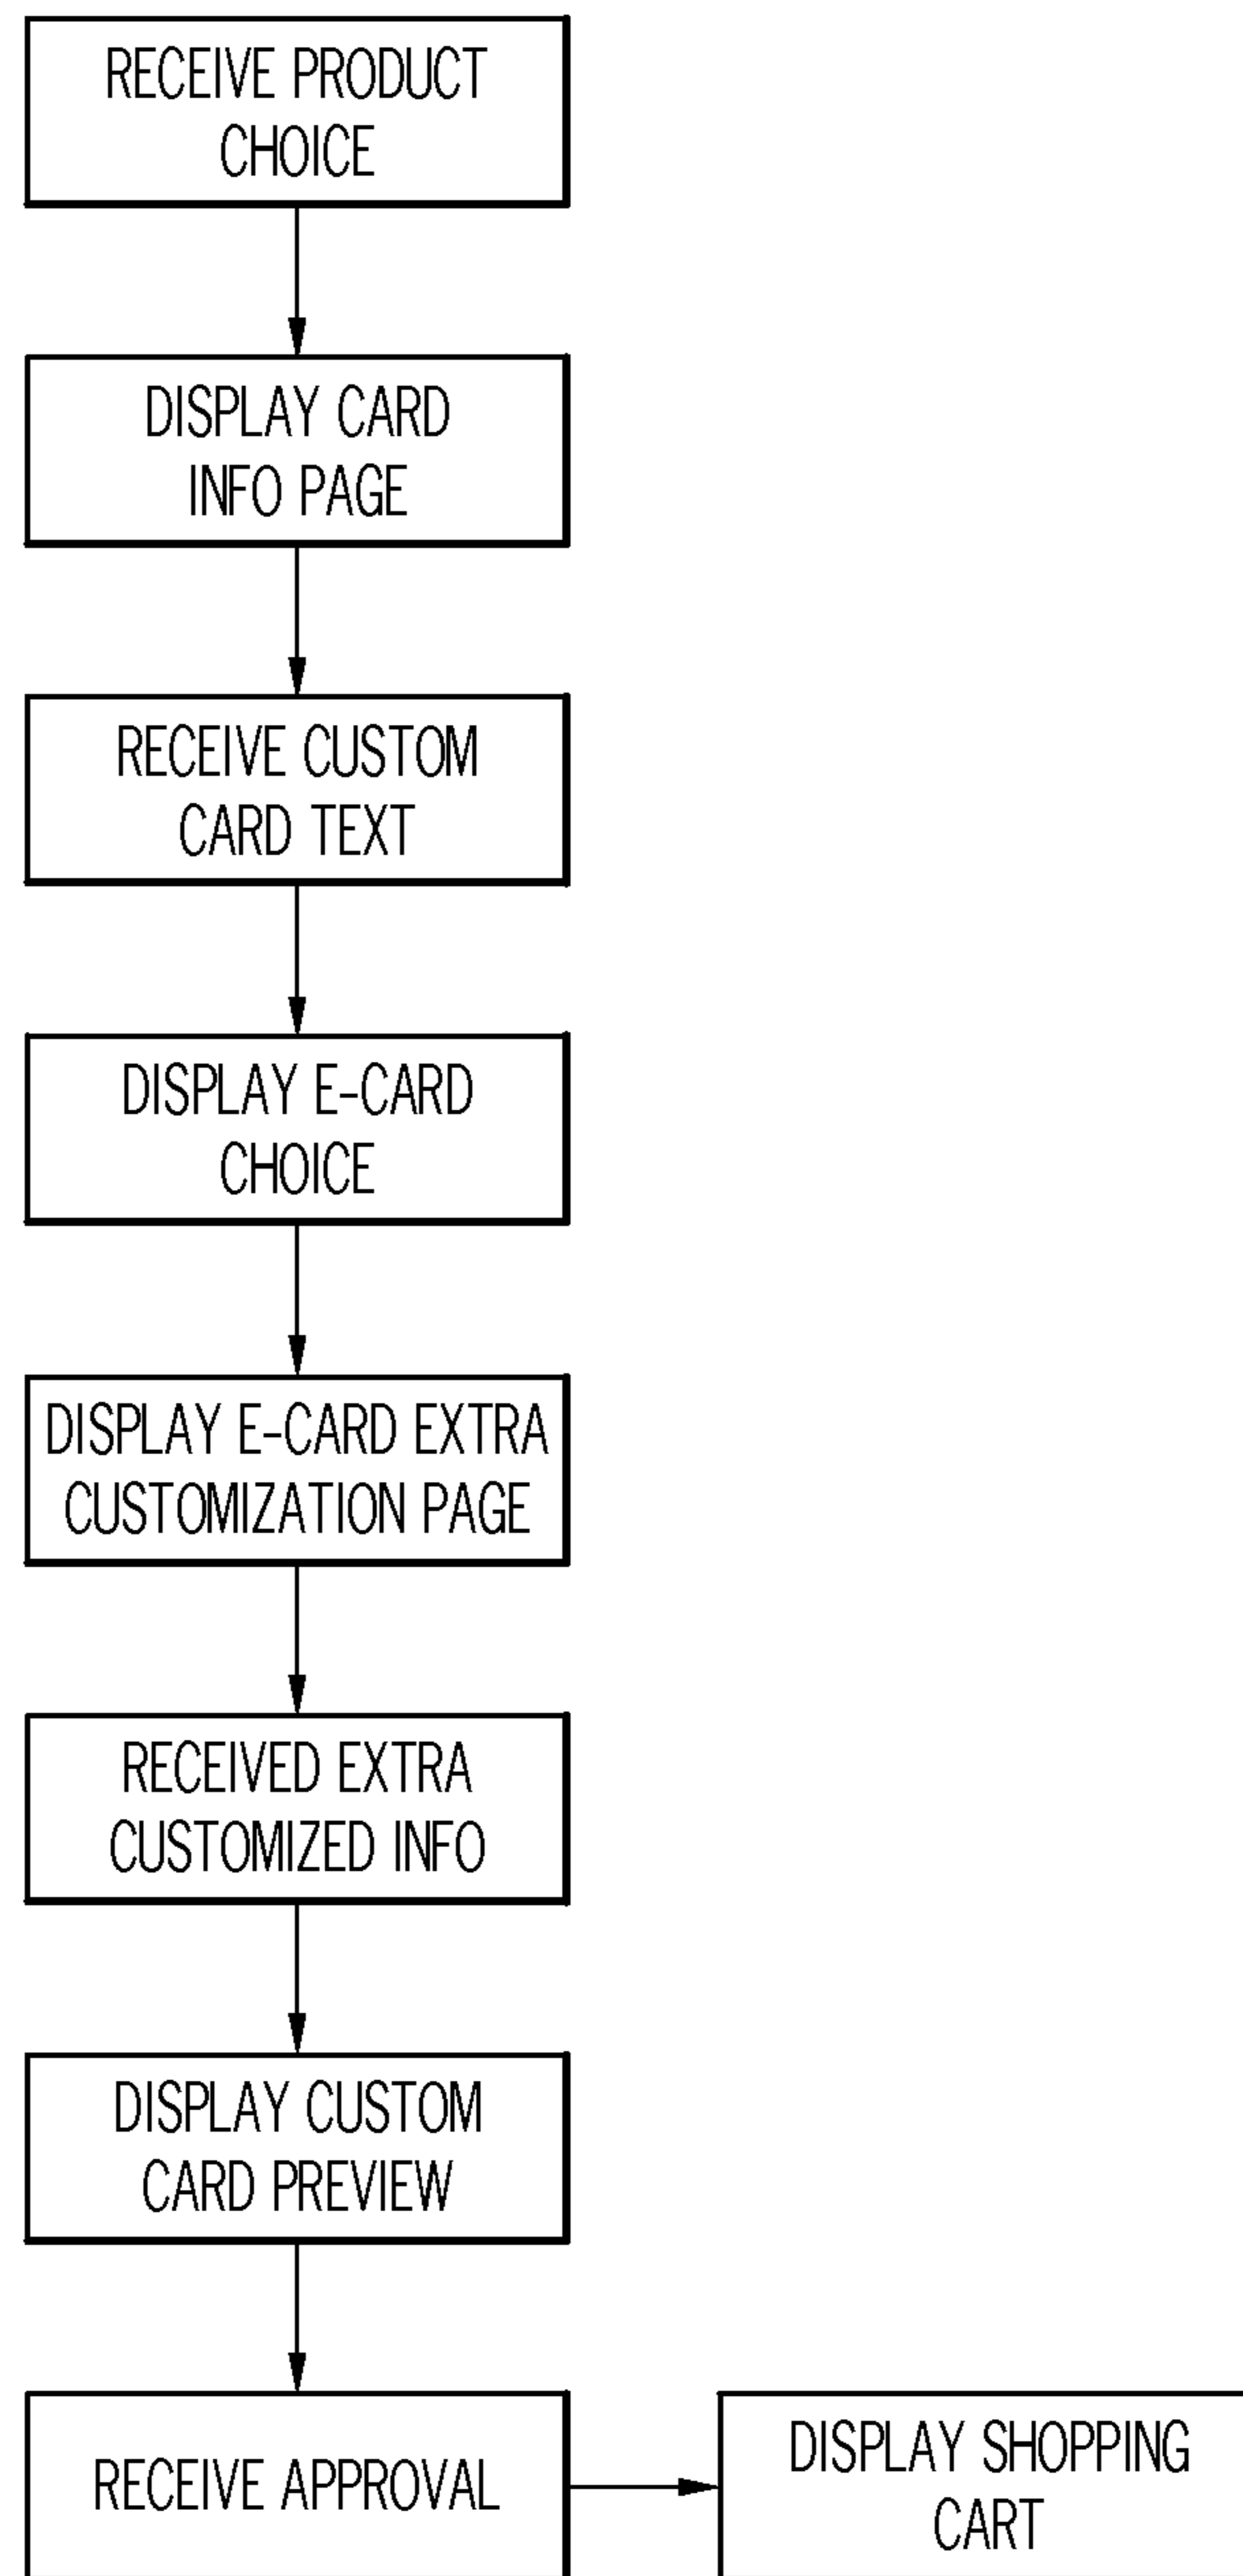 RECEIVE PRODUCT
CHOICE
DISPLAY CARD
INFO PAGE
RECEIVE CUSTOM
CARD TEXT
DISPLAY E-CARD
CHOICE
DISPLAY E-CARD EXTRA
CUSTOMIZATION PAGE
RECEIVED EXTRA
CUSTOMIZED INFO
DISPLAY CUSTOM
CARD PREVIEW
RECEIVE APPROVAL
DISPLAY SHOPPING
CART